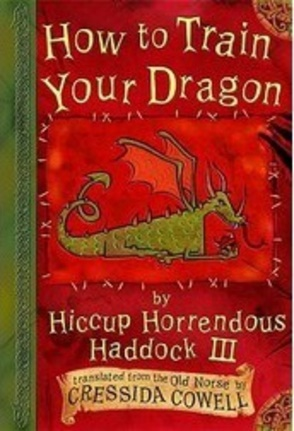 How to Train
Your Dragon
by
Hiccup Horrendous
Haddock III
translated from the Old Norse by
CRESSIDA COWELL